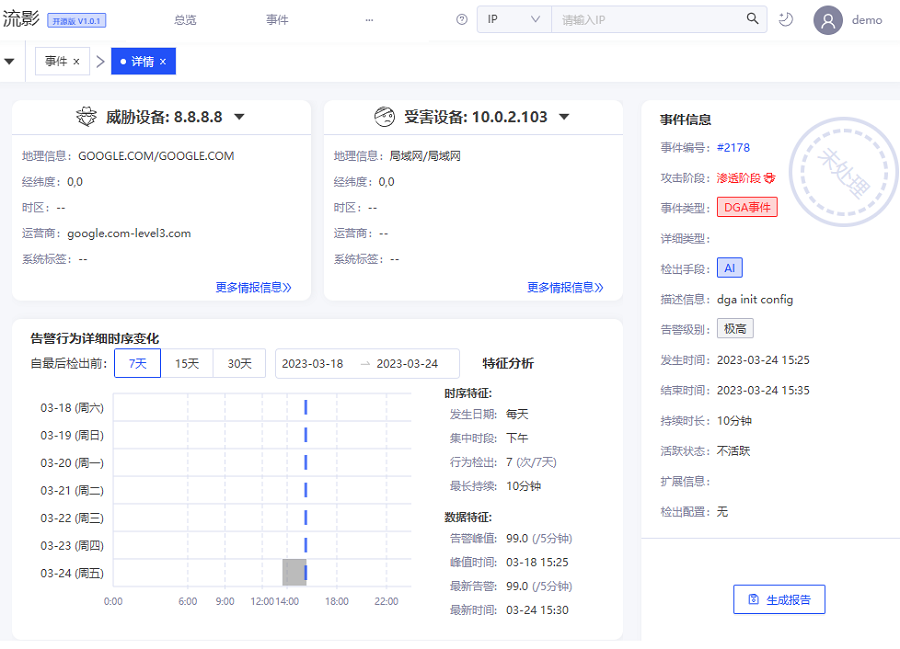 流影 开源版 V1.0.1 总览 事件 ... IP 请输入IP demo
事件 × 详情 ×
威胁设备: 8.8.8.8
地理信息: GOOGLE.COM/GOOGLE.COM
经纬度: 0,0
时区: --
运营商: google.com-level3.com
系统标签: --
更多情报信息
受害设备: 10.0.2.103
地理信息: 局域网/局域网
经纬度: 0,0
时区: --
运营商: --
系统标签: --
更多情报信息
告警行为详细时序变化
自最后检出前: 7天 15天 30天 2023-03-18 → 2023-03-24
03-18 (周六)
03-19 (周日)
03-20 (周一)
03-21 (周二)
03-22 (周三)
03-23 (周四)
03-24 (周五)
0:00 6:00 9:00 12:00 14:00 18:00 22:00
特征分析
时序特征:
发生日期: 每天
集中时段: 下午
行为检出: 7 (次/7天)
最长持续: 10分钟
数据特征:
告警峰值: 99.0 (/5分钟)
峰值时间: 03-18 15:25
最新告警: 99.0 (/5分钟)
最新时间: 03-24 15:30
事件信息
未处理
事件编号: #2178
攻击阶段: 渗透阶段
事件类型: DGA事件
详细类型:
检出手段: AI
描述信息: dga init config
告警级别: 极高
发生时间: 2023-03-24 15:25
结束时间: 2023-03-24 15:35
持续时长: 10分钟
活跃状态: 不活跃
扩展信息:
检出配置: 无
生成报告